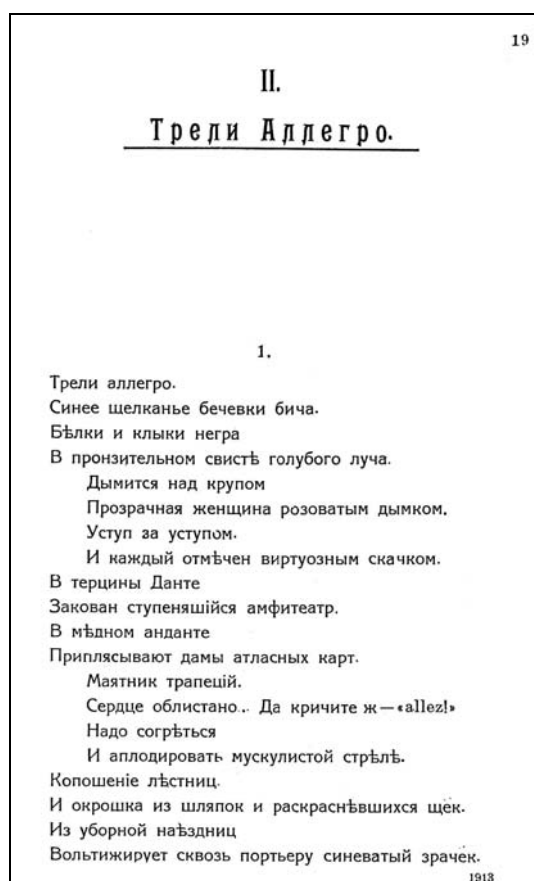 19
II.
Трели Аллегро.
1.
Трели аллегро.
Синее щелканье бечевки бича.
Бѣлки и клыки негра
В пронзительном свистѣ голубого луча.
Дымится над крупом
Прозрачная женщина розоватым дымком.
Уступ за уступом.
И каждый отмѣчен виртуозным скачком.
В терцины Данте
Закован ступеняшійся амфитеатр.
В мѣдном анданте
Приплясывают дамы атласных карт.
Маятник трапецій.
Сердце облистано... Да кричите ж—«allez!»
Надо согрѣться
И аплодировать мускулистой стрѣлѣ.
Копошеніе лѣстниц.
И окрошка из шляпок и раскраснѣвшихся щек.
Из уборной наѣздниц
Вольтижирует сквозь портьеру синеватый зрачек.
1913